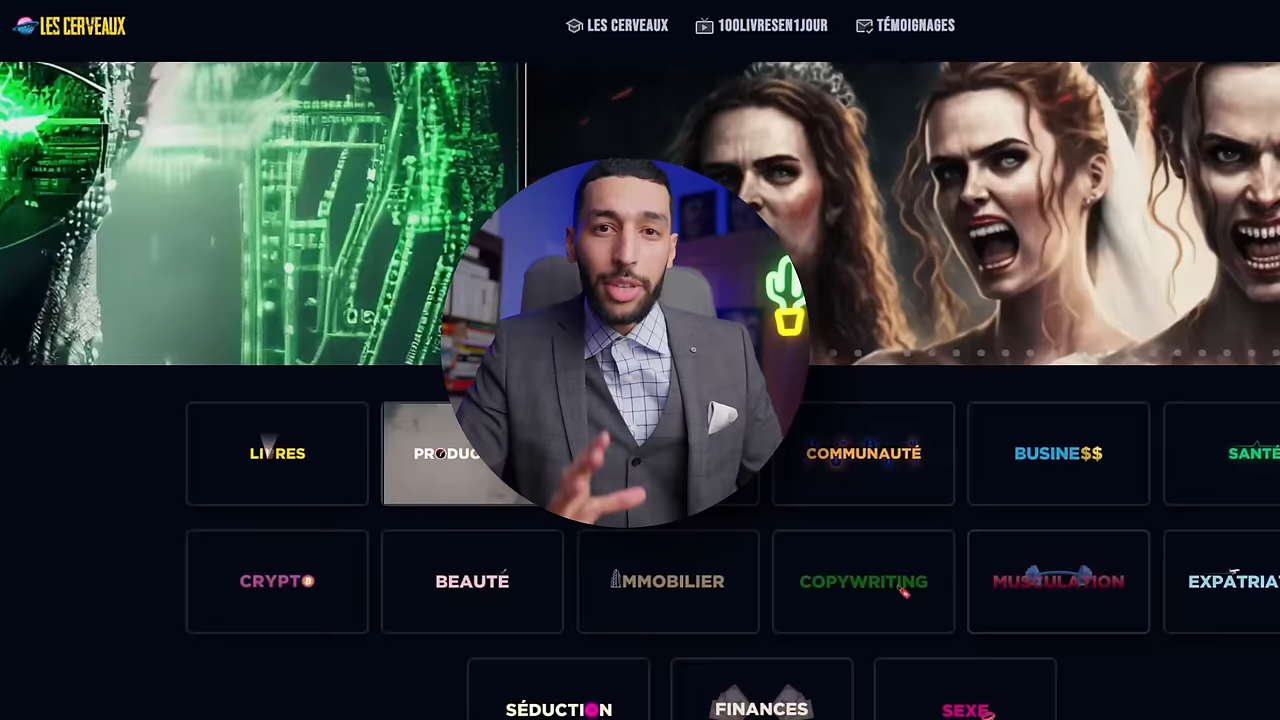 LES CERVEAUX
LES CERVEAUX
100LIVRESEN1JOUR
TÉMOIGNAGES
LIVRES
COMMUNAUTÉ
BUSINE$$
CRYPTO
BEAUTÉ
IMMOBILIER
COPYWRITING
MUSCULATION
SÉDUCTION
FINANCES
SEXE